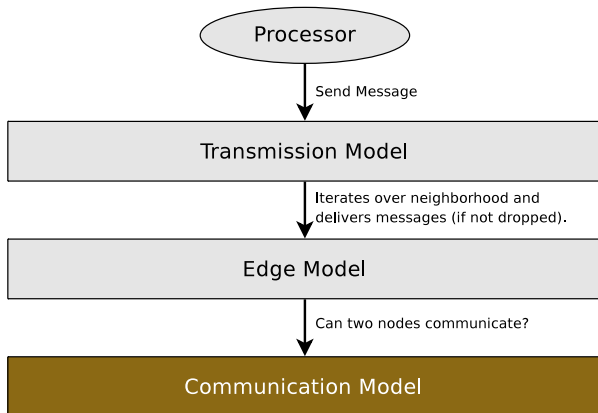 Processor
Send Message
Transmission Model
Iterates over neighborhood and
delivers messages (if not dropped).
Edge Model
Can two nodes communicate?
Communication Model